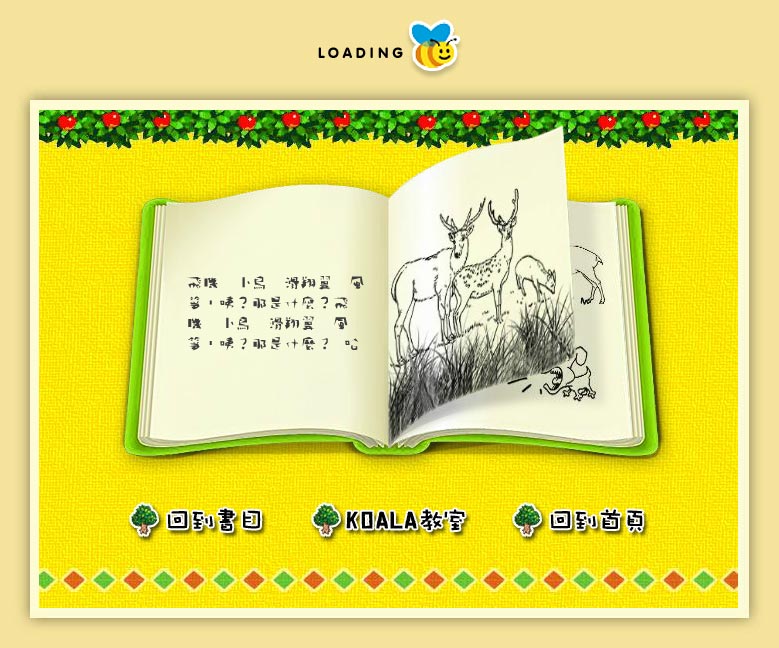 LOADING
飛機 小鳥 滑翔翼 風
箏,咦?那是什麼?飛
機 小鳥 滑翔翼 風
箏,咦?那是什麼? 哈
回到書目 KOALA教室 回到首頁